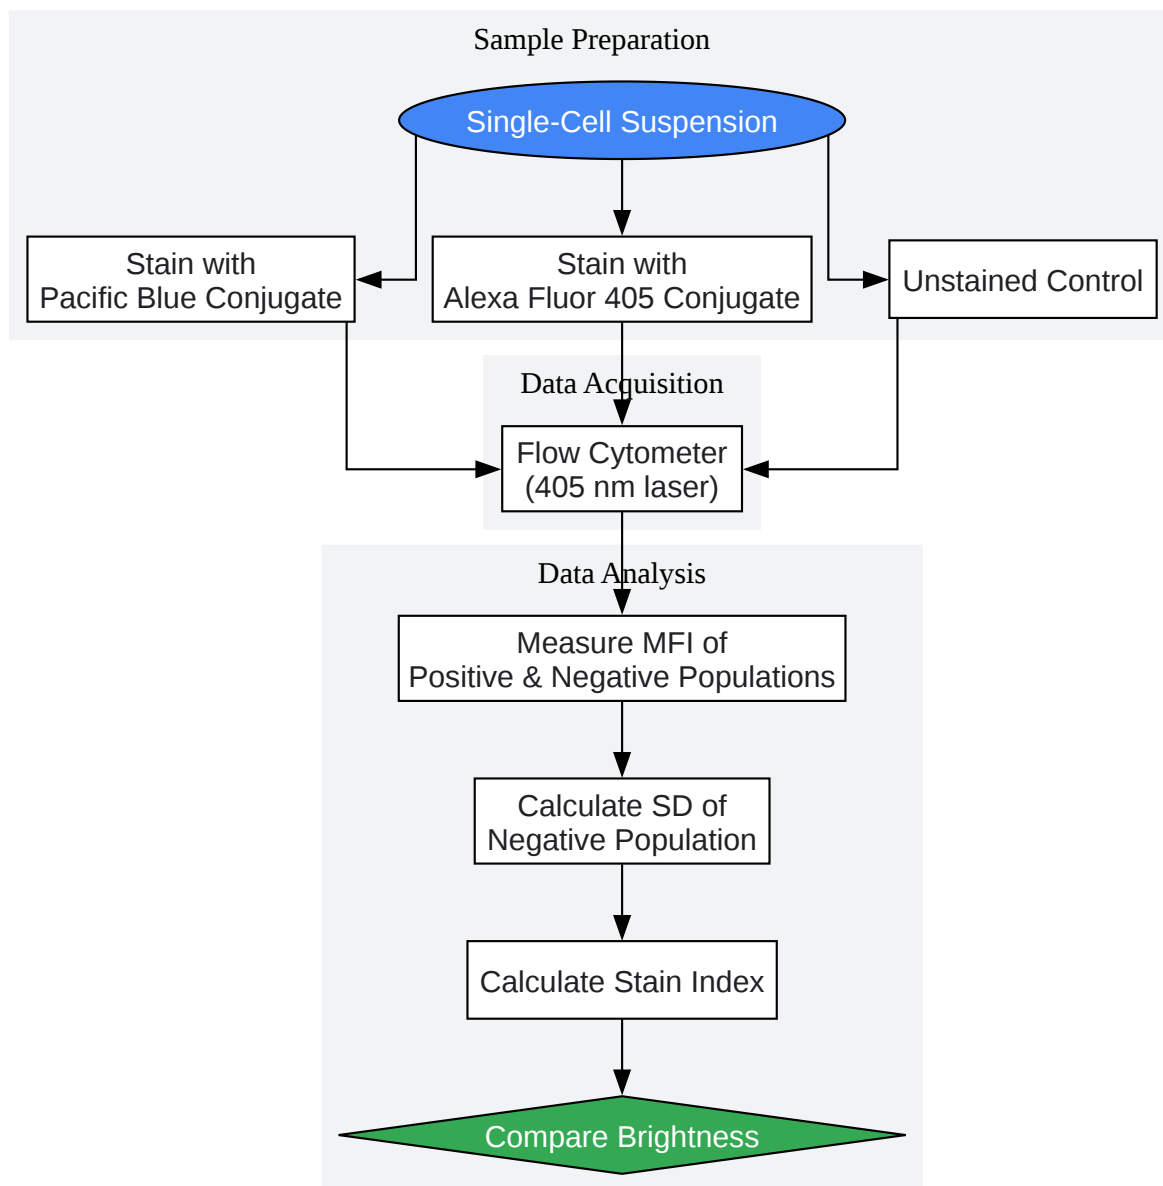 Sample Preparation
Single-Cell Suspension
Stain with
Pacific Blue Conjugate
Stain with
Alexa Fluor 405 Conjugate
Unstained Control
Data Acquisition
Flow Cytometer
(405 nm laser)
Data Analysis
Measure MFI of
Positive & Negative Populations
Calculate SD of
Negative Population
Calculate Stain Index
Compare Brightness